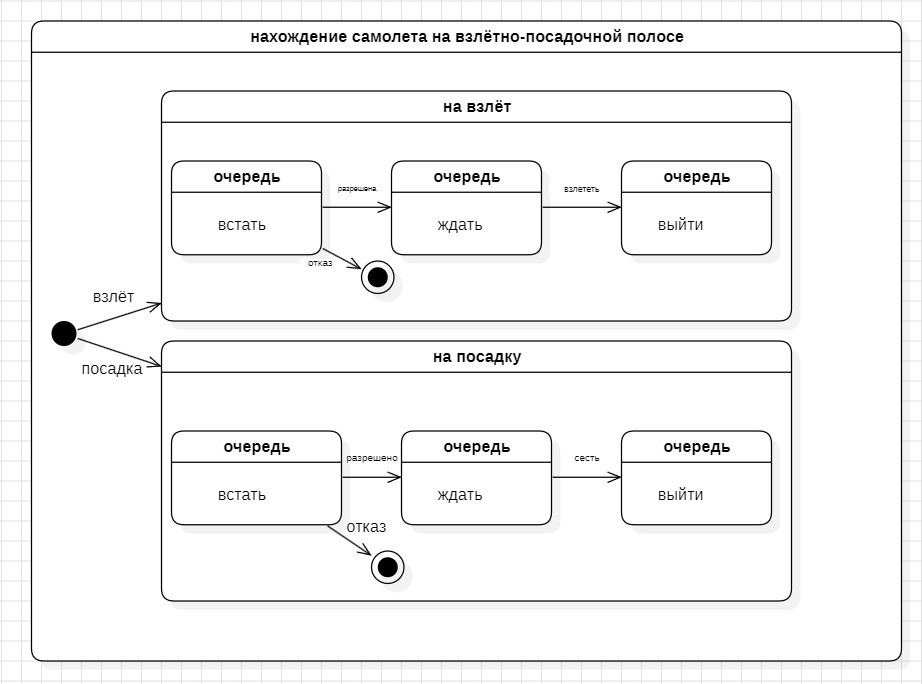 нахождение самолета на взлётно-посадочной полосе
на взлёт
очередь
встать
разрешена
очередь
ждать
взлететь
очередь
выйти
отказ
взлёт
посадка
на посадку
очередь
встать
разрешено
очередь
ждать
сесть
очередь
выйти
отказ